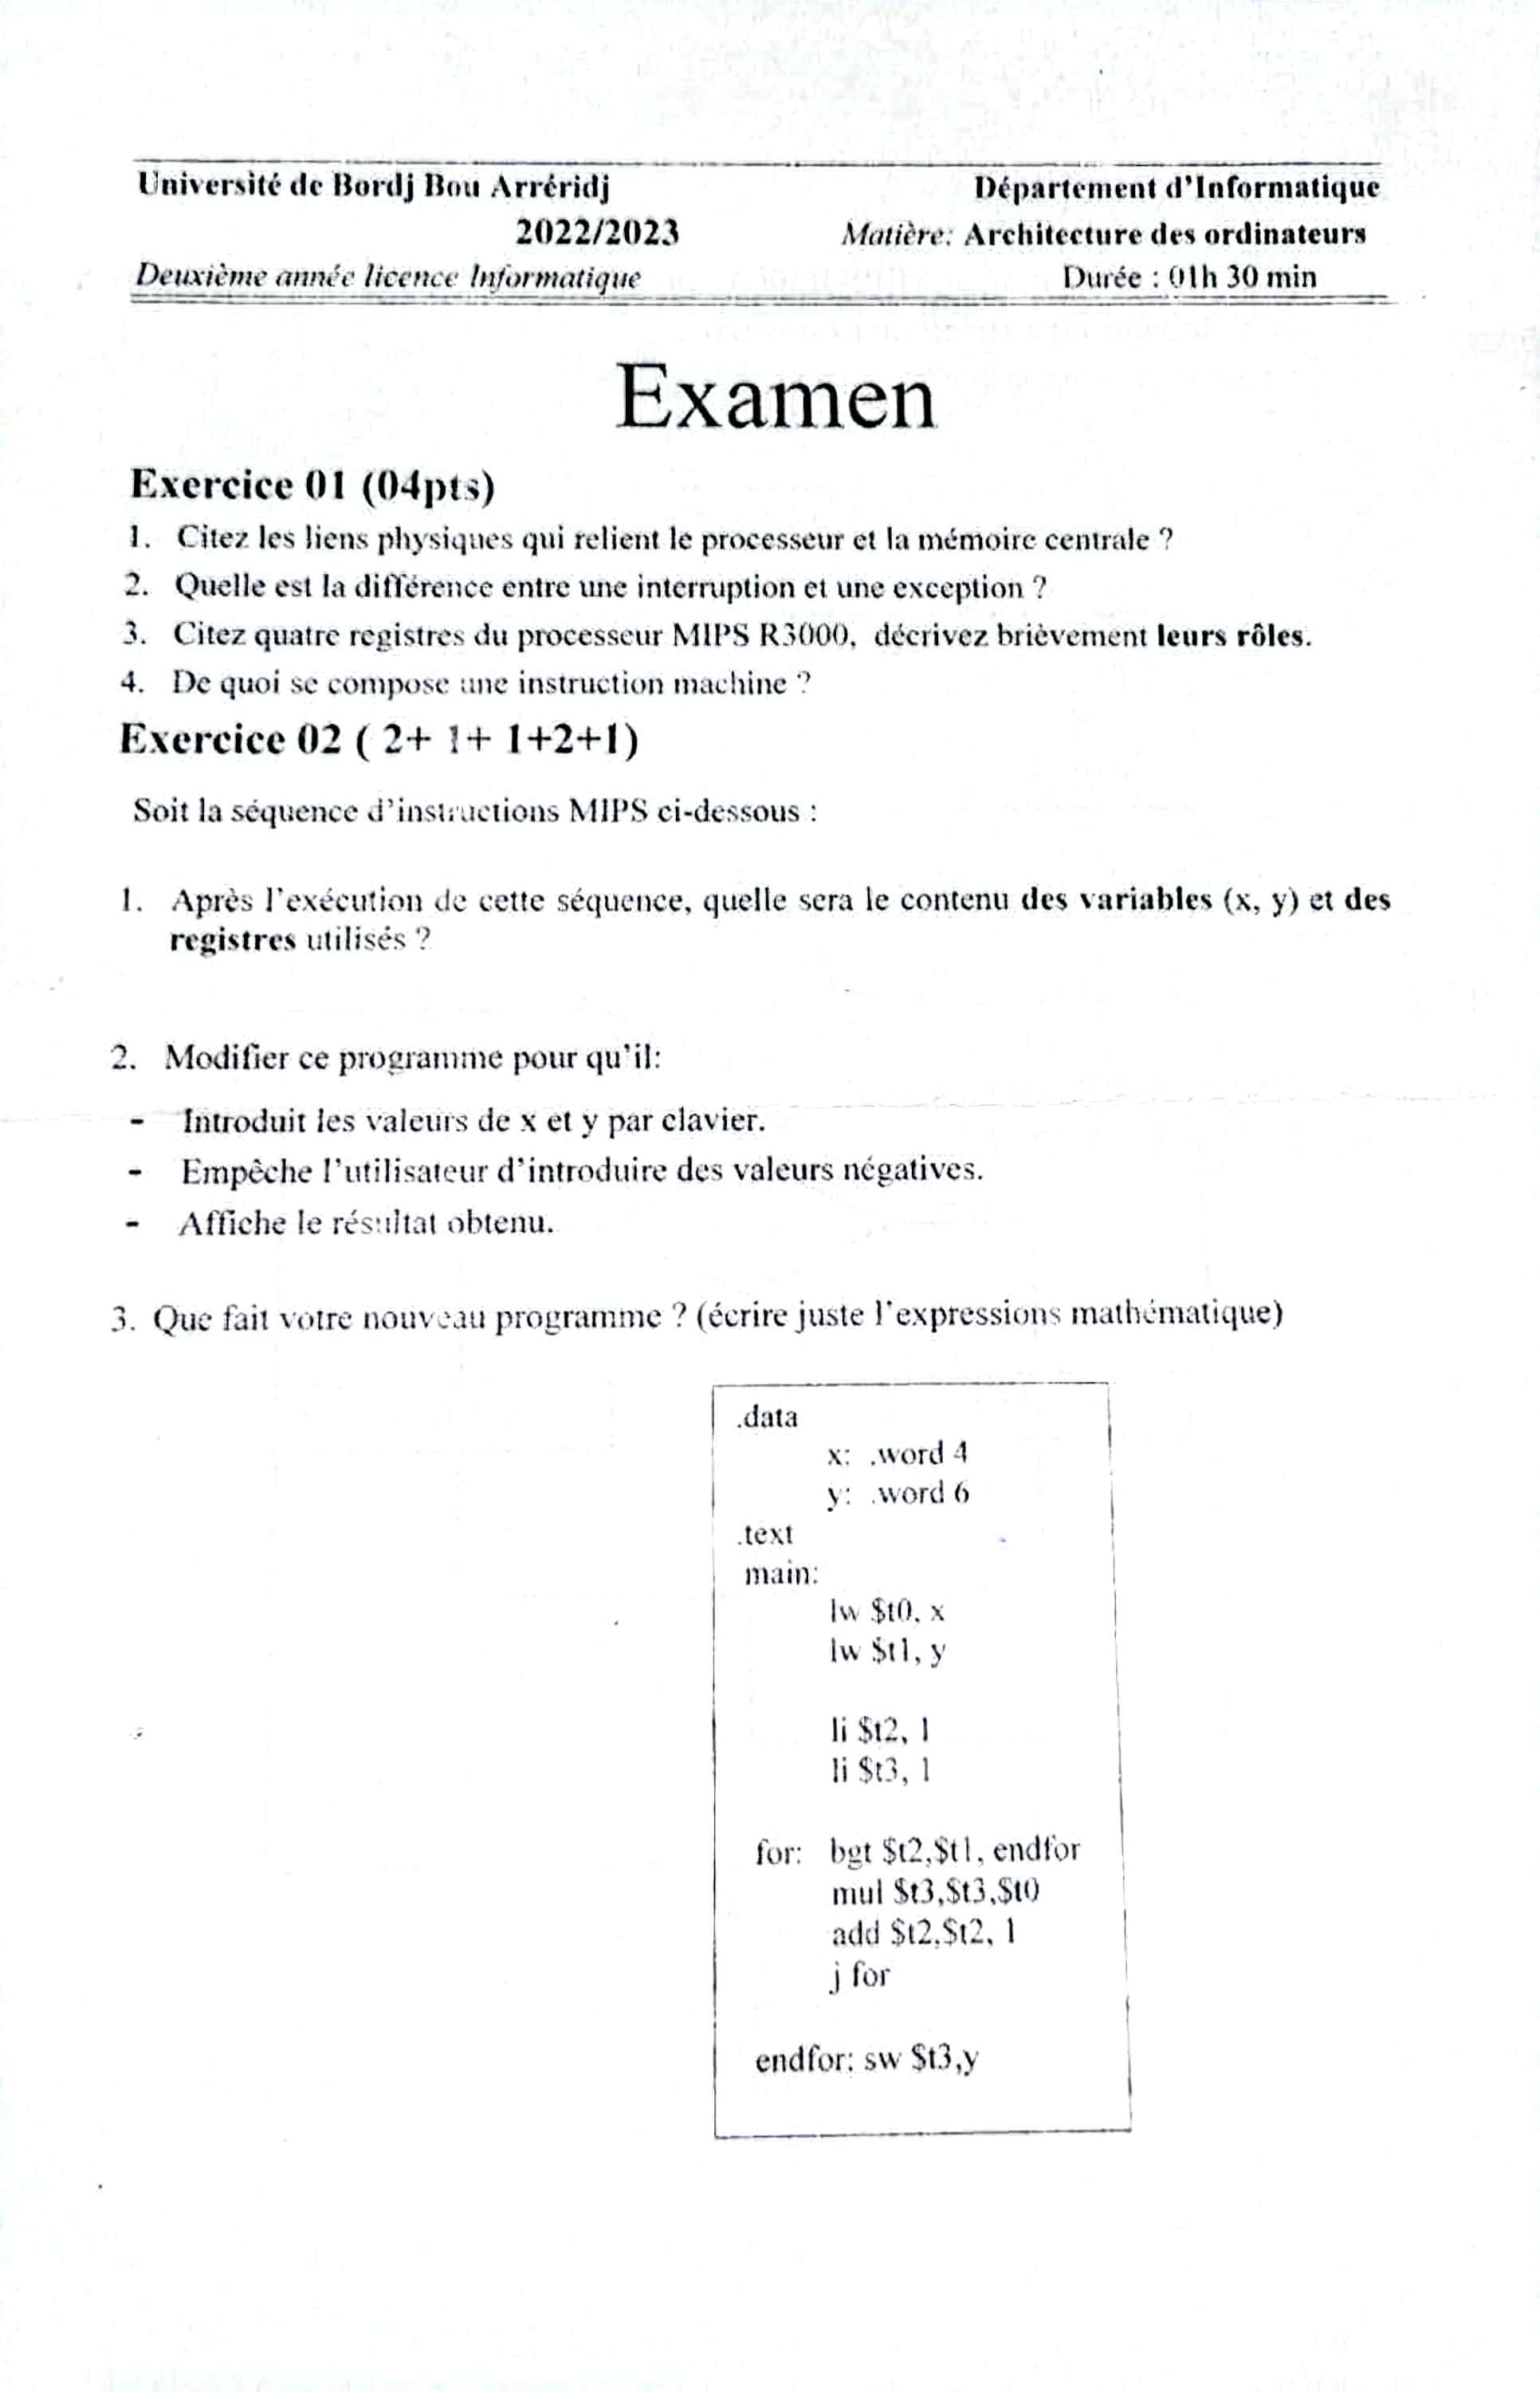 Université de Bordj Bou Arréridj Département d'Informatique
2022/2023 Matière: Architecture des ordinateurs
Deuxième année licence Informatique Durée : 01h 30 min
Examen
Exercice 01 (04pts)
1. Citez les liens physiques qui relient le processeur et la mémoire centrale ?
2. Quelle est la différence entre une interruption et une exception ?
3. Citez quatre registres du processeur MIPS R3000, décrivez brièvement leurs rôles.
4. De quoi se compose une instruction machine ?
Exercice 02 ( 2+ 1+ 1+2+1)
Soit la séquence d'instructions MIPS ci-dessous :
1. Après l'exécution de cette séquence, quelle sera le contenu des variables (x, y) et des
registres utilisés ?
2. Modifier ce programme pour qu'il:
- Introduit les valeurs de x et y par clavier.
- Empêche l'utilisateur d'introduire des valeurs négatives.
- Affiche le résultat obtenu.
3. Que fait votre nouveau programme ? (écrire juste l'expressions mathématique)
.data
x: .word 4
y: .word 6
.text
main:
lw $t0, x
lw $t1, y
li $t2, 1
li $t3, 1
for: bgt $t2,$t1, endfor
mul $t3,$t3,$t0
add $t2,$t2, 1
j for
endfor: sw $t3,y